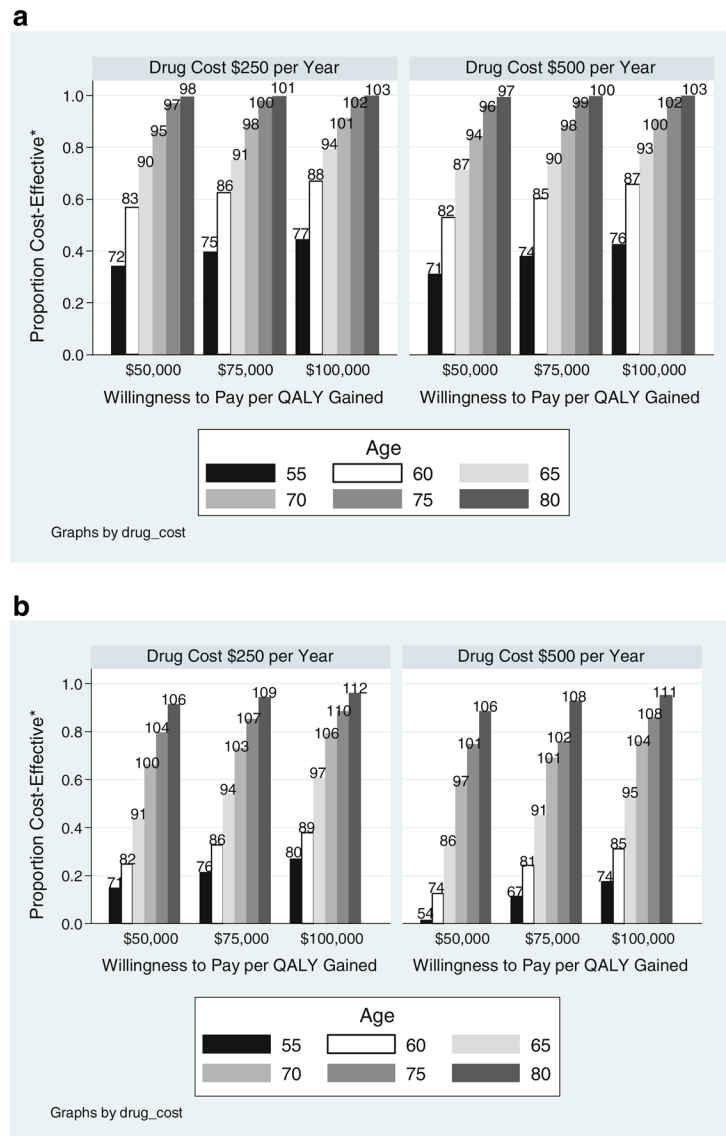 a
Drug Cost $250 per Year
Drug Cost $500 per Year
Proportion Cost-Effective*
1.0
0.8
0.6
0.4
0.2
0.0
72 83 90 95 97 98
75 86 91 98 100 101
77 88 94 101 102 103
71 82 87 94 96 97
74 85 90 98 99 100
76 87 93 100 102 103
$50,000 $75,000 $100,000
$50,000 $75,000 $100,000
Willingness to Pay per QALY Gained
Willingness to Pay per QALY Gained
Age
55 60 65
70 75 80
Graphs by drug_cost
b
Drug Cost $250 per Year
Drug Cost $500 per Year
Proportion Cost-Effective*
1.0
0.8
0.6
0.4
0.2
0.0
71 82 91 100 104 106
76 86 94 103 107 109
80 89 97 106 110 112
54 74 86 97 101 106
67 81 91 101 102 108
74 85 95 104 108 111
$50,000 $75,000 $100,000
$50,000 $75,000 $100,000
Willingness to Pay per QALY Gained
Willingness to Pay per QALY Gained
Age
55 60 65
70 75 80
Graphs by drug_cost